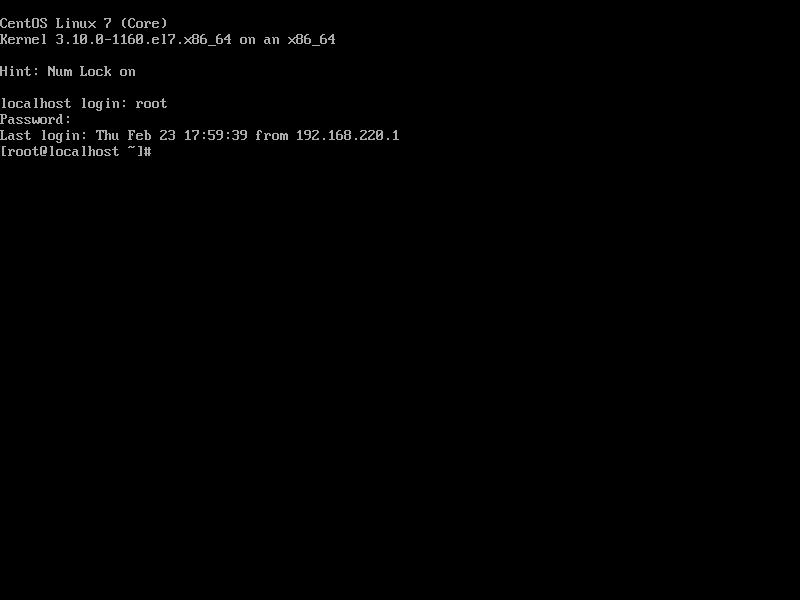 CentOS Linux 7 (Core)
Kernel 3.10.0-1160.el7.x86_64 on an x86_64
Hint: Num Lock on
localhost login: root
Password:
Last login: Thu Feb 23 17:59:39 from 192.168.220.1
[root@localhost ~]#